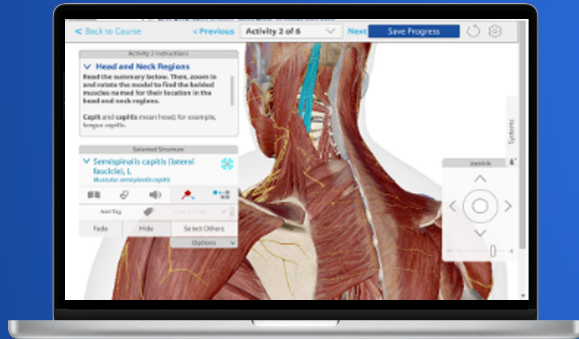 < Back to Course
< Previous
Activity 2 of 6
Next
Save Progress
Activity 2 Instructions
Head and Neck Regions
Read the summary below. Then, zoom in
and rotate the model to find the bolded
muscles named for their location in the
head and neck regions.
Capit and capitis mean head; for example,
longus capitis.
Selected Structure
Semispinalis capitis (lateral
fascicle), L
Musculus semispinalis capitis
Add Tag
Fade
Hide
Select Others
Options
Systems